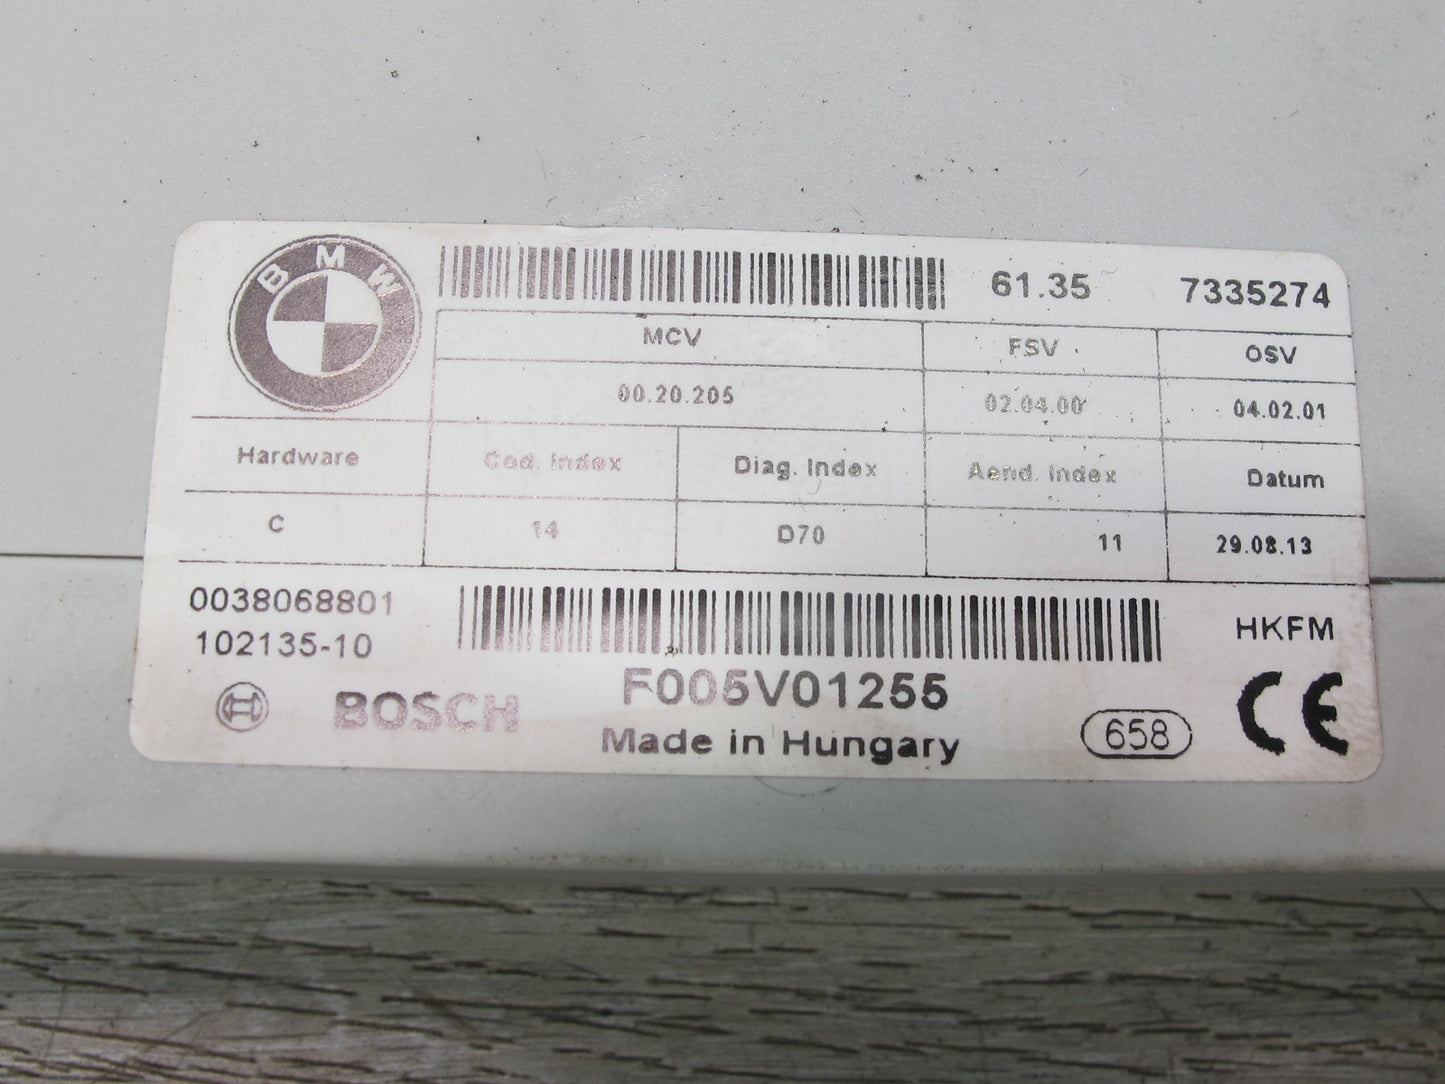 BMW
61.35 7335274
MCV FSV OSV
00.20.205 02.04.00 04.02.01
Hardware Cod. Index Diag. Index Aend. Index Datum
C 14 D70 11 29.08.13
0038068801
102135-10
HKFM
BOSCH
F005V01255
Made in Hungary
658
CE